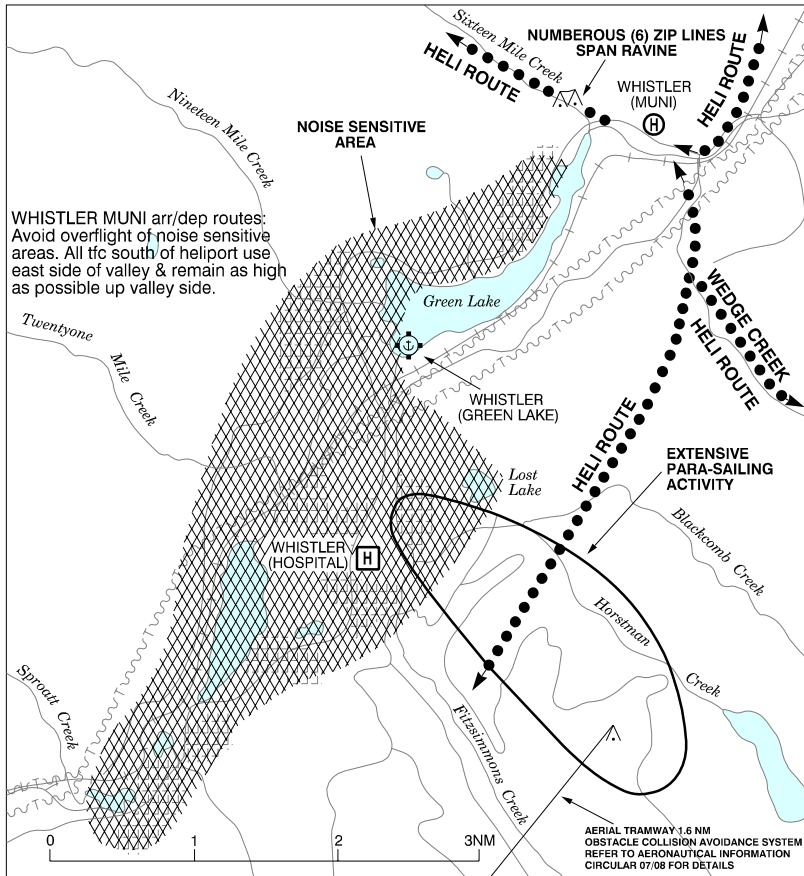 Sixteen Mile Creek
NUMBEROUS (6) ZIP LINES
SPAN RAVINE
HELI ROUTE
WHISTLER
(MUNI)
H
HELI ROUTE
Nineteen Mile Creek
NOISE SENSITIVE
AREA
WHISTLER MUNI arr/dep routes:
Avoid overflight of noise sensitive
areas. All tfc south of heliport use
east side of valley & remain as high
as possible up valley side.
Green Lake
WEDGE CREEK
HELI ROUTE
Twentyone Mile Creek
WHISTLER
(GREEN LAKE)
HELI ROUTE
EXTENSIVE
PARA-SAILING
ACTIVITY
Lost
Lake
Blackcomb Creek
WHISTLER
(HOSPITAL)
H
Horstman Creek
Sproatt Creek
Fitzsimmons Creek
AERIAL TRAMWAY 1.6 NM
OBSTACLE COLLISION AVOIDANCE SYSTEM
REFER TO AERONAUTICAL INFORMATION
CIRCULAR 07/08 FOR DETAILS
0 1 2 3NM